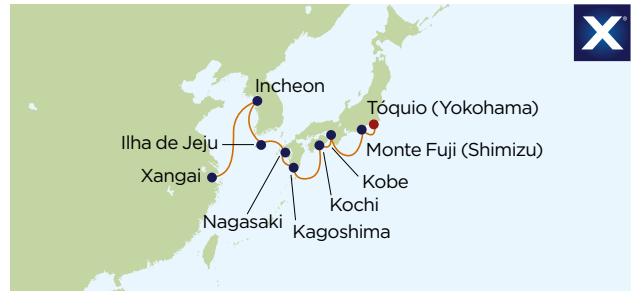 X
Incheon
Tóquio (Yokohama)
Ilha de Jeju
Monte Fuji (Shimizu)
Xangai
Kobe
Kochi
Nagasaki
Kagoshima